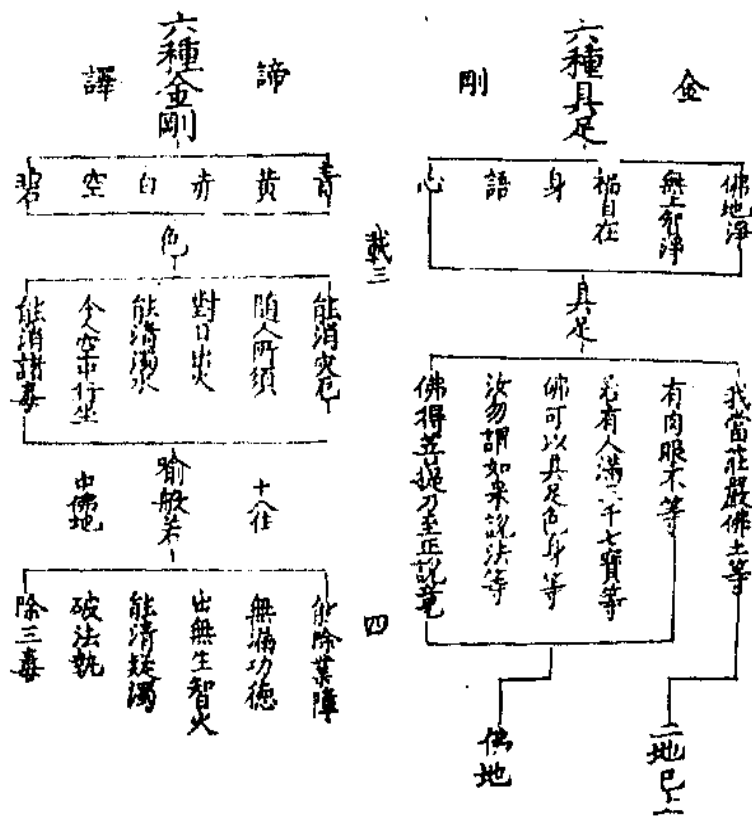 金剛
六種具足
佛地淨
無上智淨
福自在
身
語
心
具足
我當莊嚴佛土等
有肉眼不等
若有人滿三千七寶等
佛可以具足色身等
汝勿謂如來說法等
佛得菩提乃至正說竟
二地已上
佛地
載三
四
諦譯
六種金剛
青
黃
赤
白
空
碧
色
能消災厄
隨人所須
對日出火
能清濁水
令人空中行坐
能消諸毒
十八住
喻般若
中佛地
能除業障
無漏功德
出無生智火
能清疑濁
破法執
除三毒